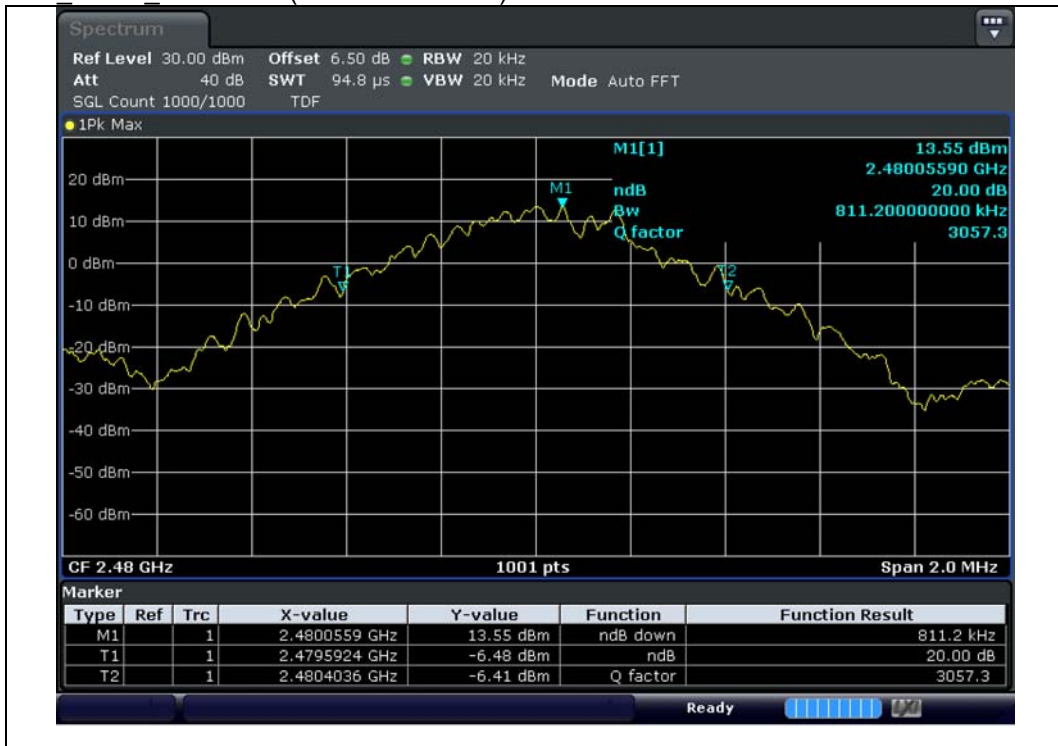 Spectrum
Ref Level 30.00 dBm Offset 6.50 dB RBW 20 kHz
Att 40 dB SWT 94.8 µs VBW 20 kHz Mode Auto FFT
SGL Count 1000/1000 TDF
1Pk Max
M1[1] 13.55 dBm
2.48005590 GHz
20 dBm
M1 ndB 20.00 dB
10 dBm
Bw 811.200000000 kHz
Q factor 3057.3
0 dBm
T1
T2
-10 dBm
-20 dBm
-30 dBm
-40 dBm
-50 dBm
-60 dBm
CF 2.48 GHz 1001 pts Span 2.0 MHz
Marker
Type Ref Trc X-value Y-value Function Function Result
M1 1 2.4800559 GHz 13.55 dBm ndB down 811.2 kHz
T1 1 2.4795924 GHz -6.48 dBm ndB 20.00 dB
T2 1 2.4804036 GHz -6.41 dBm Q factor 3057.3
Ready